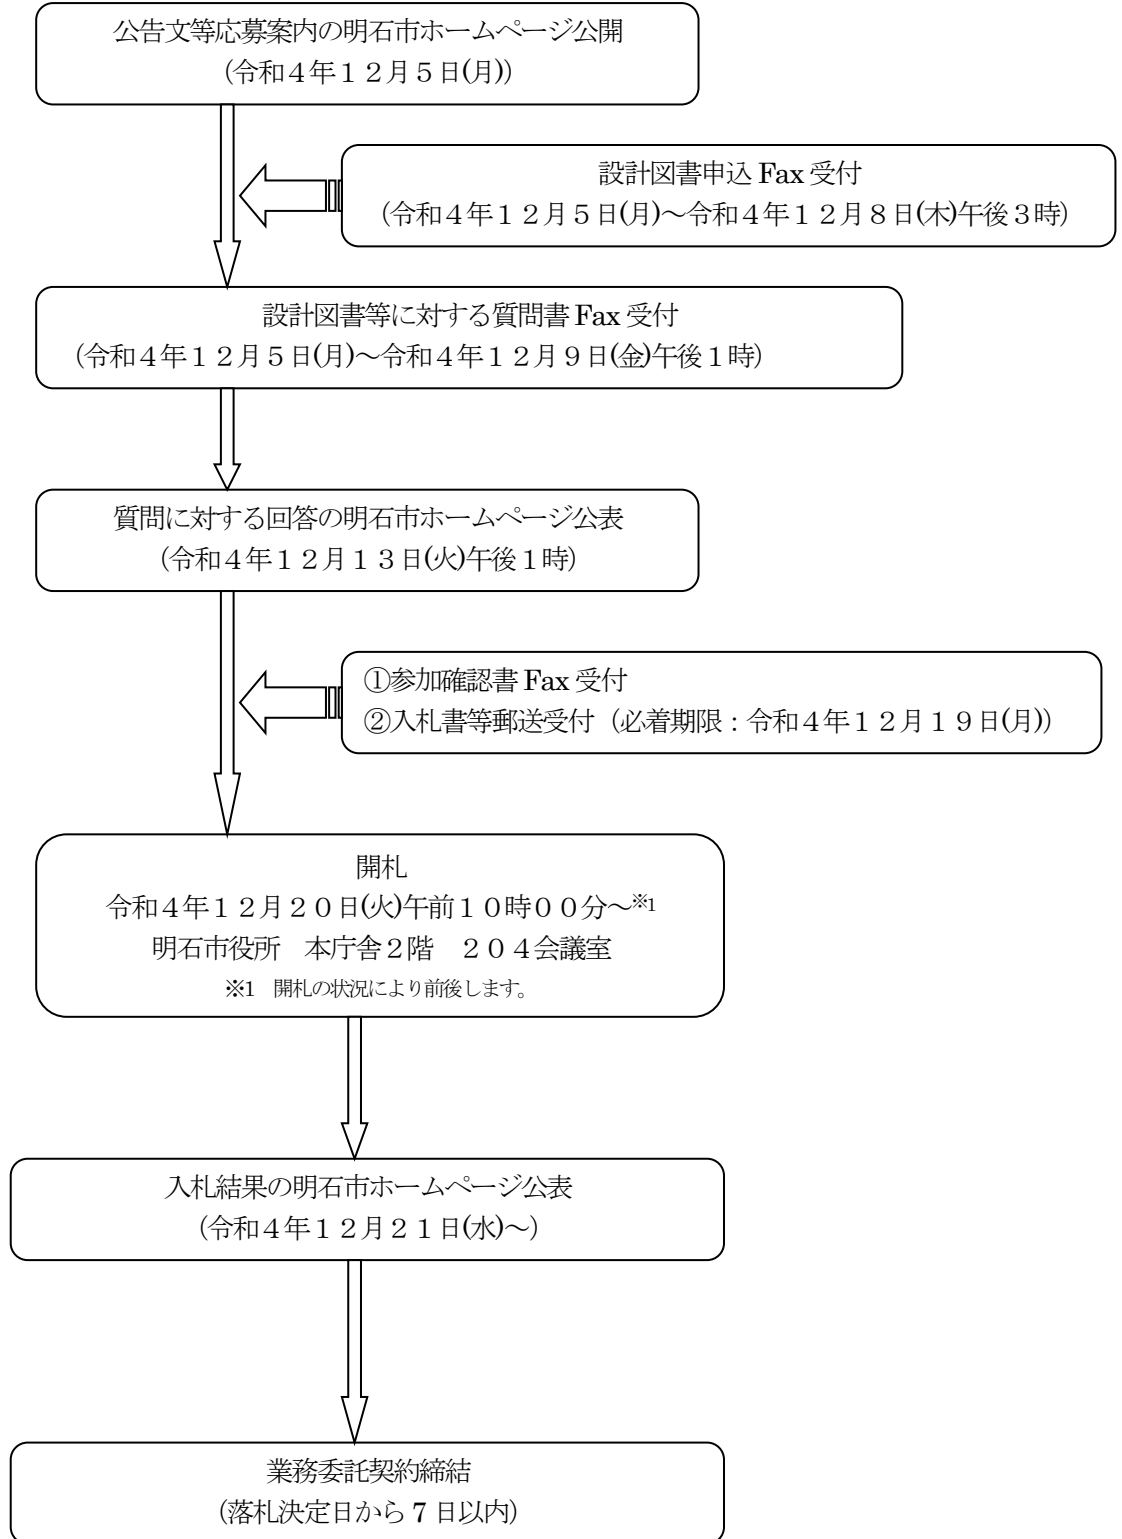 公告文等応募案内の明石市ホームページ公開
（令和４年１２月５日(月)）
設計図書申込 Fax 受付
（令和４年１２月５日(月)～令和４年１２月８日(木)午後３時）
設計図書等に対する質問書 Fax 受付
（令和４年１２月５日(月)～令和４年１２月９日(金)午後１時）
質問に対する回答の明石市ホームページ公表
（令和４年１２月１３日(火)午後１時）
①参加確認書 Fax 受付
②入札書等郵送受付（必着期限：令和４年１２月１９日(月)）
開札
令和４年１２月２０日(火)午前１０時００分～※1
明石市役所　本庁舎２階　２０４会議室
※1　開札の状況により前後します。
入札結果の明石市ホームページ公表
（令和４年１２月２１日(水)～）
業務委託契約締結
（落札決定日から 7 日以内）